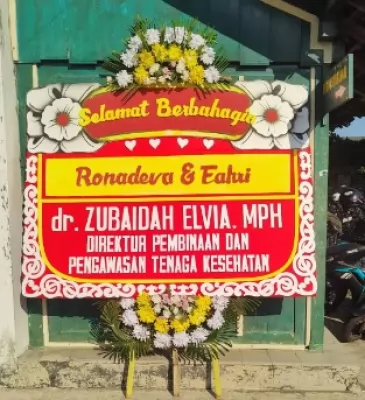 Selamat Berbahagia
Ronadeva & Fahri
dr. ZUBAIDAH ELVIA, MPH
DIREKTUR PEMBINAAN DAN
PENGAWASAN TENAGA KESEHATAN